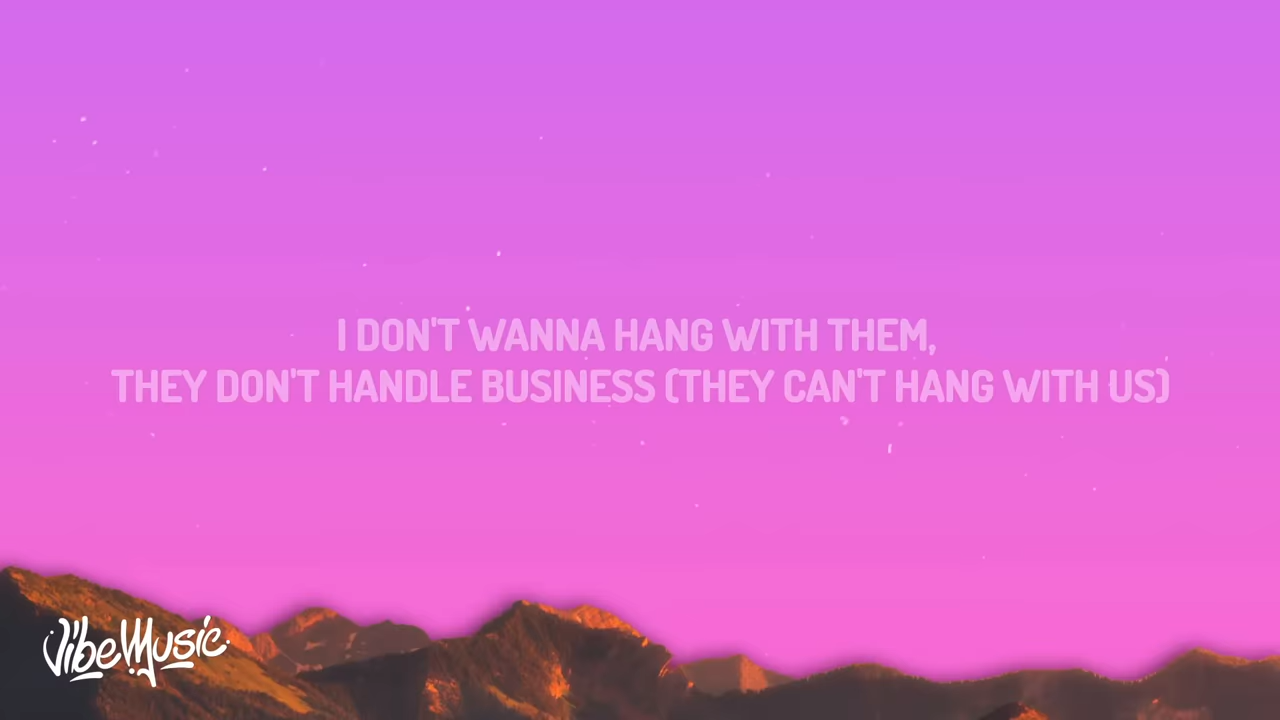 I DON'T WANNA HANG WITH THEM,
THEY DON'T HANDLE BUSINESS (THEY CAN'T HANG WITH US)
VibeMusic